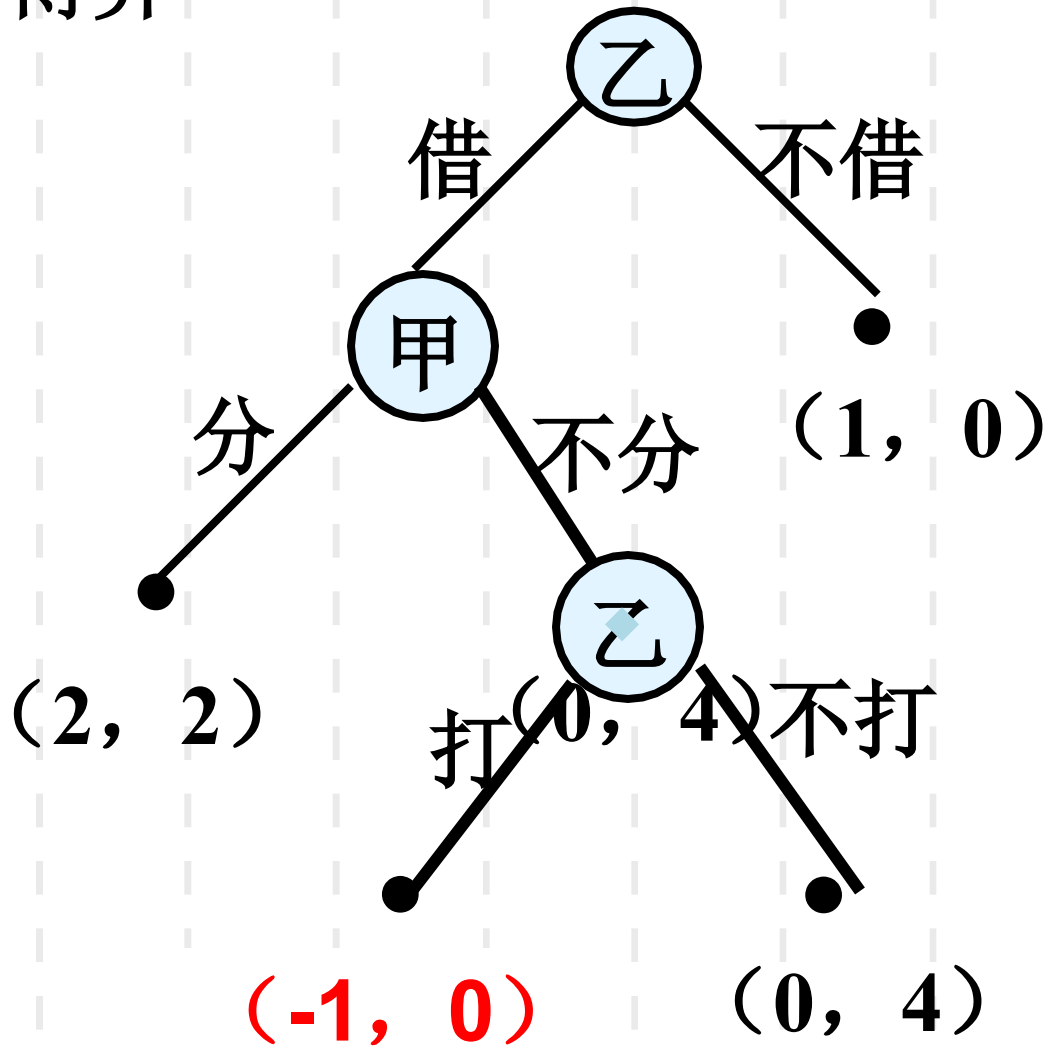 乙
借 不借
甲
分 不分
（1，0）
乙
（2，2）
（0，4）
打 不打
（-1，0）
（0，4）